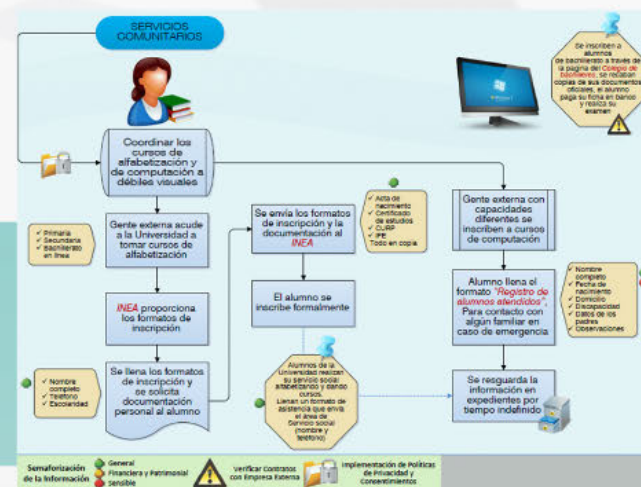 SERVICIOS
COMUNITARIOS
Se inscriben a
alumnos
de bachillerato a través de
la pagina del Colegio de
Bachilleres, se recaban
copias de sus documentos
oficiales, el alumno
paga su ficha en banco
y realiza su
examen
Coordinar los
cursos de
alfabetización y
de computación a
débiles visuales
✓ Primaria
✓ Secundaria
✓ Bachillerato
en línea
Gente externa acude
a la Universidad a
tomar cursos de
alfabetización
INEA proporciona
los formatos de
inscripción
✓ Nombre
completo
✓ Teléfono
✓ Escolaridad
Se llena los formatos
de inscripción y
se solicita
documentación
personal al alumno
Se envía los formatos
de inscripción y la
documentación al
INEA
✓ Acta de
nacimiento
✓ Certificado
de estudios
✓ CURP
✓ IFE
Todo en copia
El alumno se
inscribe formalmente
Alumnos de la
Universidad realizan
su servicio social
alfabetizando y dando
cursos.
Llenan un formato de
asistencia que envía
el área de
Servicio social
(nombre y
teléfono)
Gente externa con
capacidades
diferentes se
inscriben a cursos
de computación
Alumno llena el
formato "Registro de
alumnos atendidos",
Para contacto con
algún familiar en
caso de emergencia
✓ Nombre
completo
✓ Fecha de
nacimiento
✓ Domicilio
✓ Discapacidad
✓ Datos de los
padres
✓ Observaciones
Se resguarda la
información en
expedientes por
tiempo indefinido
Semaforización
de la Información
General
Financiera y Patrimonial
Sensible
Verificar Contratos
con Empresa Externa
Implementación de Políticas
de Privacidad y
Consentimientos